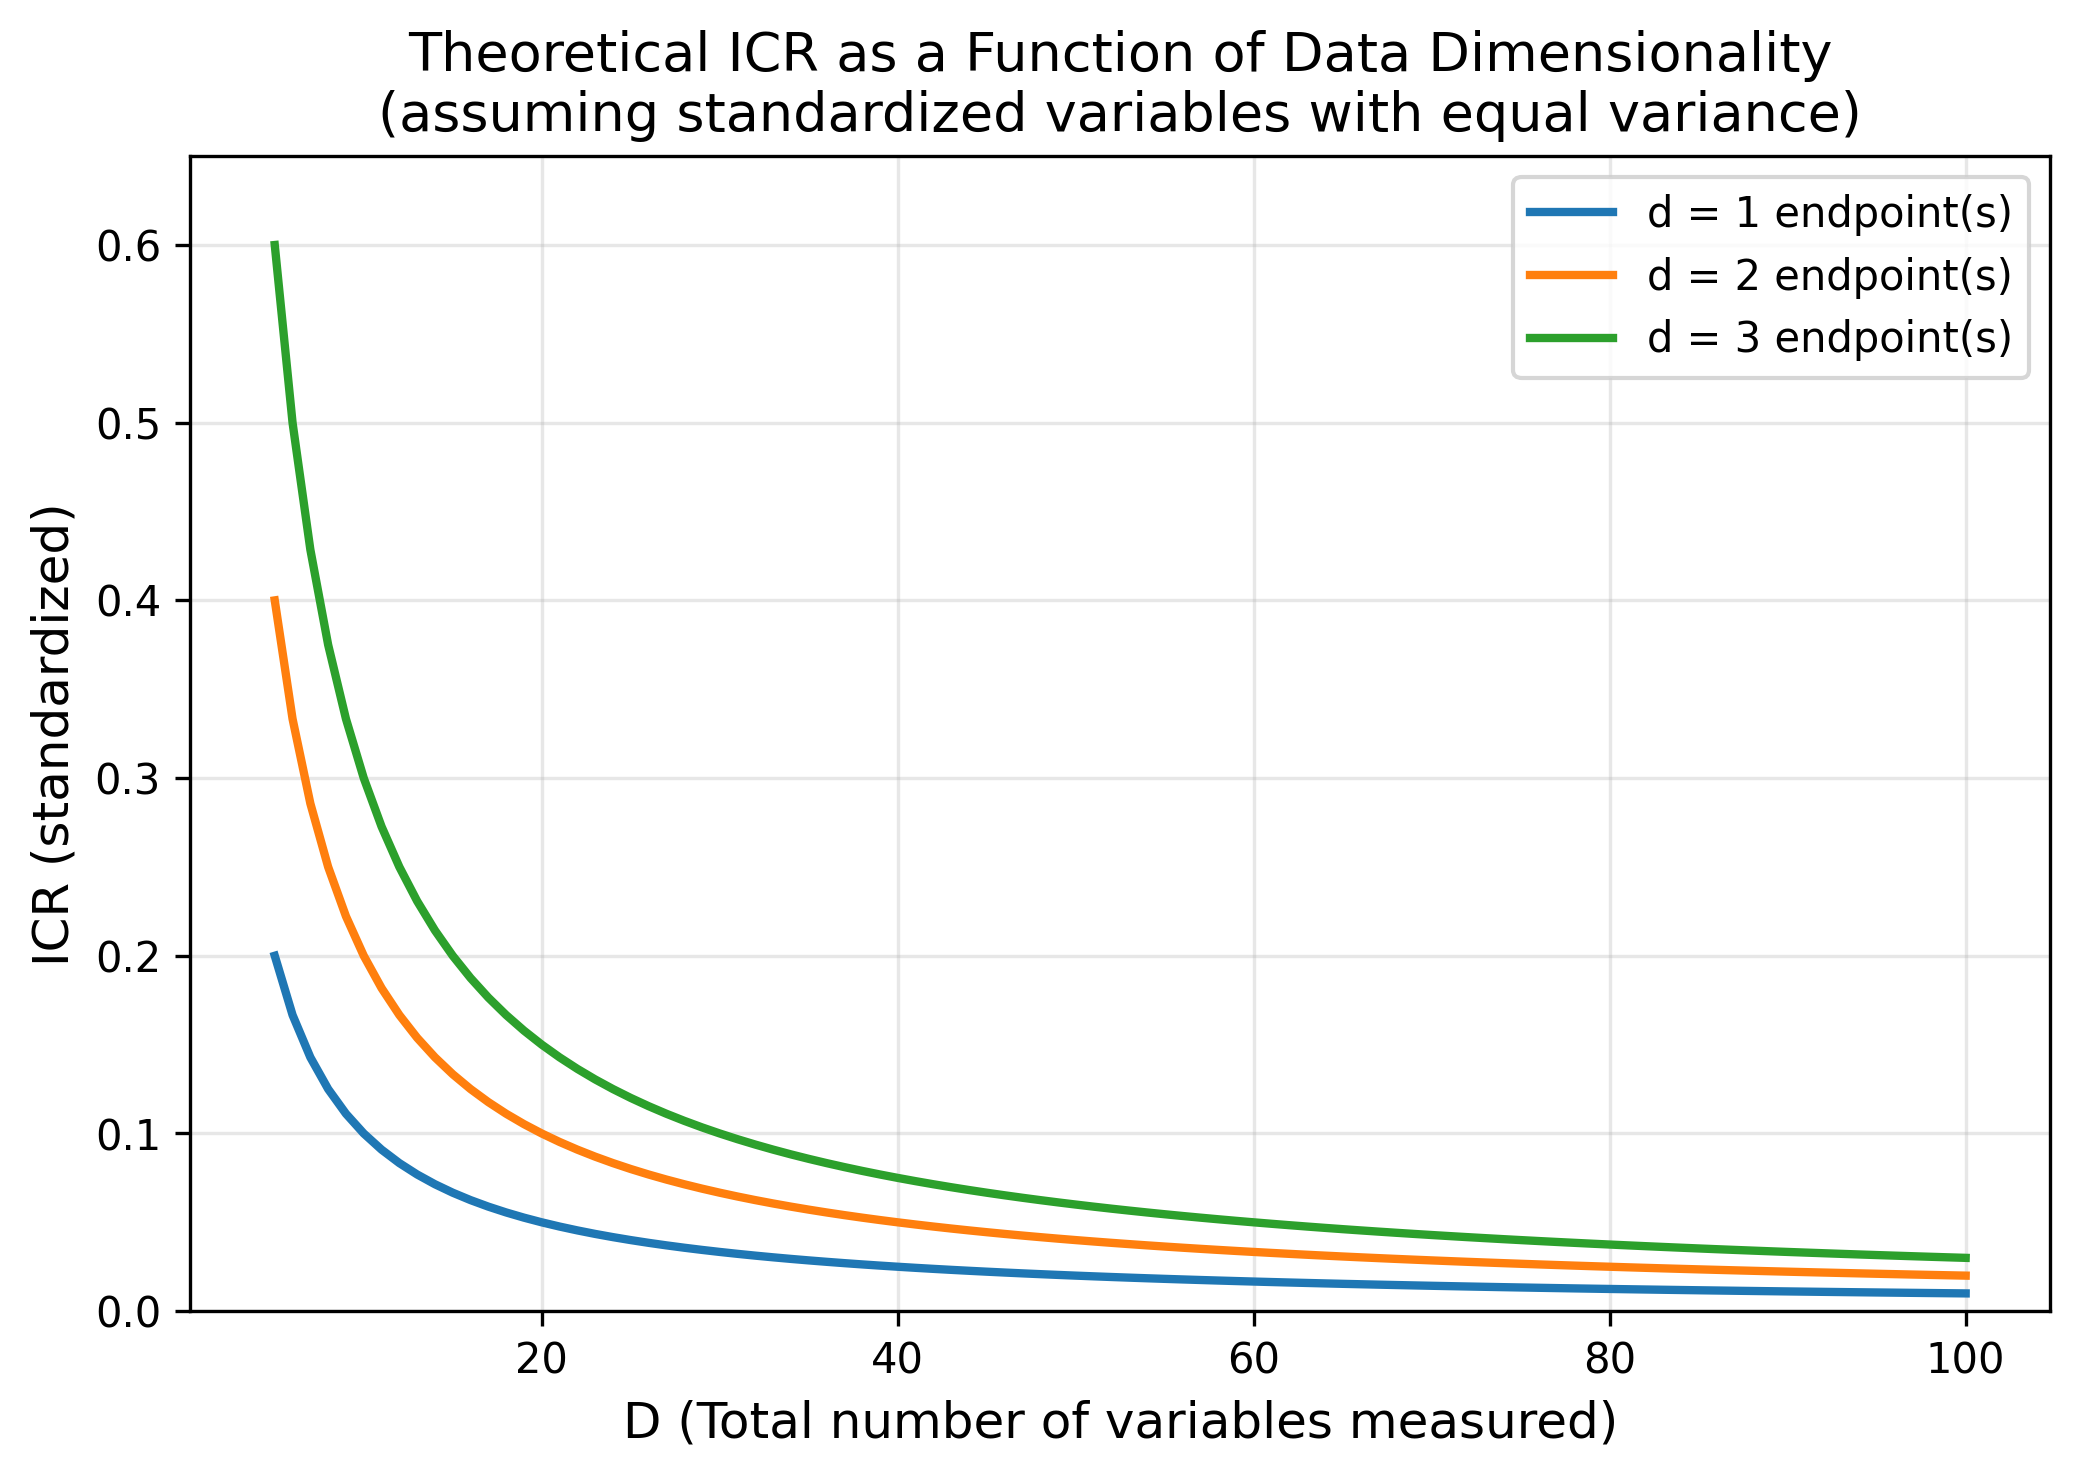 Theoretical ICR as a Function of Data Dimensionality
(assuming standardized variables with equal variance)
d = 1 endpoint(s)
d = 2 endpoint(s)
d = 3 endpoint(s)
ICR (standardized)
0.6
0.5
0.4
0.3
0.2
0.1
0.0
20 40 60 80 100
D (Total number of variables measured)